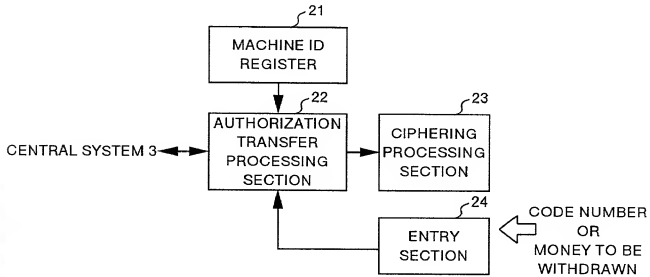 21
MACHINE ID
REGISTER
22
AUTHORIZATION
TRANSFER
PROCESSING
SECTION
23
CIPHERING
PROCESSING
SECTION
CENTRAL SYSTEM 3
24
ENTRY
SECTION
CODE NUMBER
OR
MONEY TO BE
WITHDRAWN